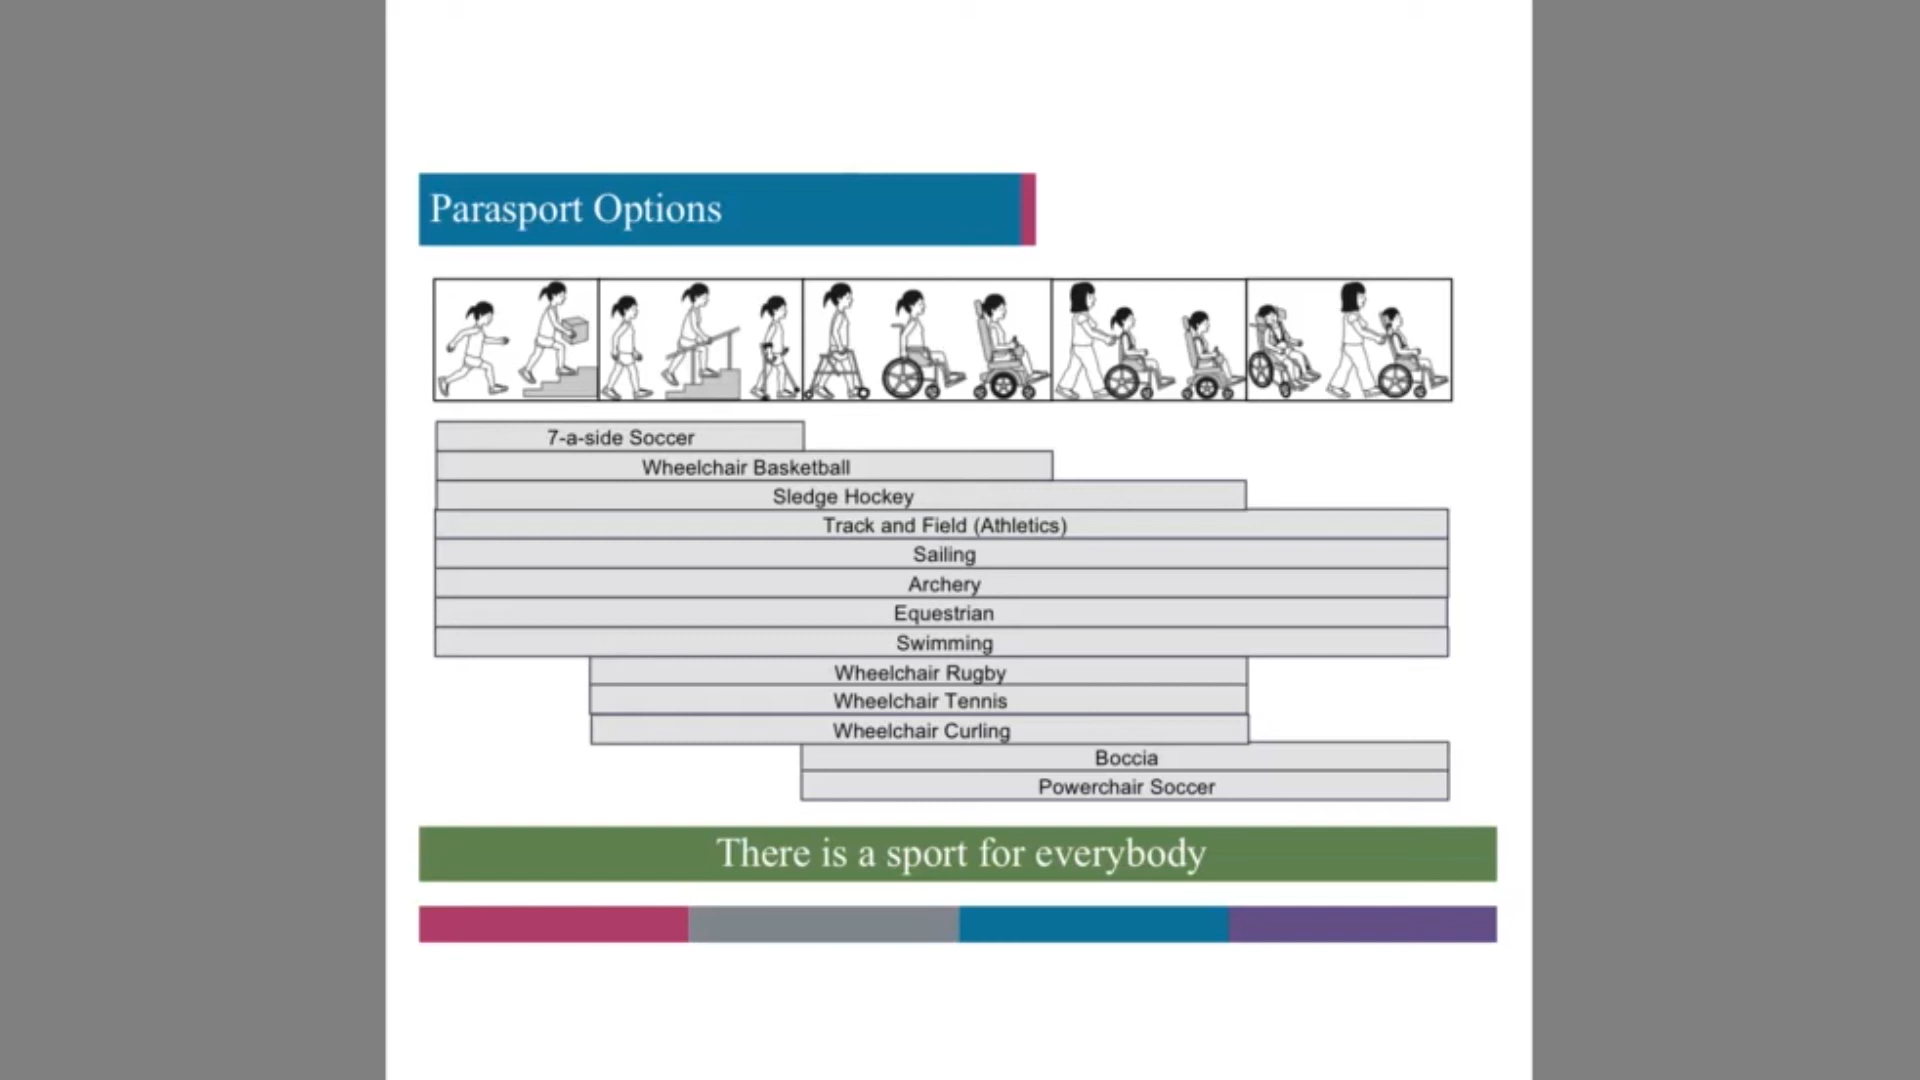 Parasport Options
7-a-side Soccer
Wheelchair Basketball
Sledge Hockey
Track and Field (Athletics)
Sailing
Archery
Equestrian
Swimming
Wheelchair Rugby
Wheelchair Tennis
Wheelchair Curling
Boccia
Powerchair Soccer
There is a sport for everybody